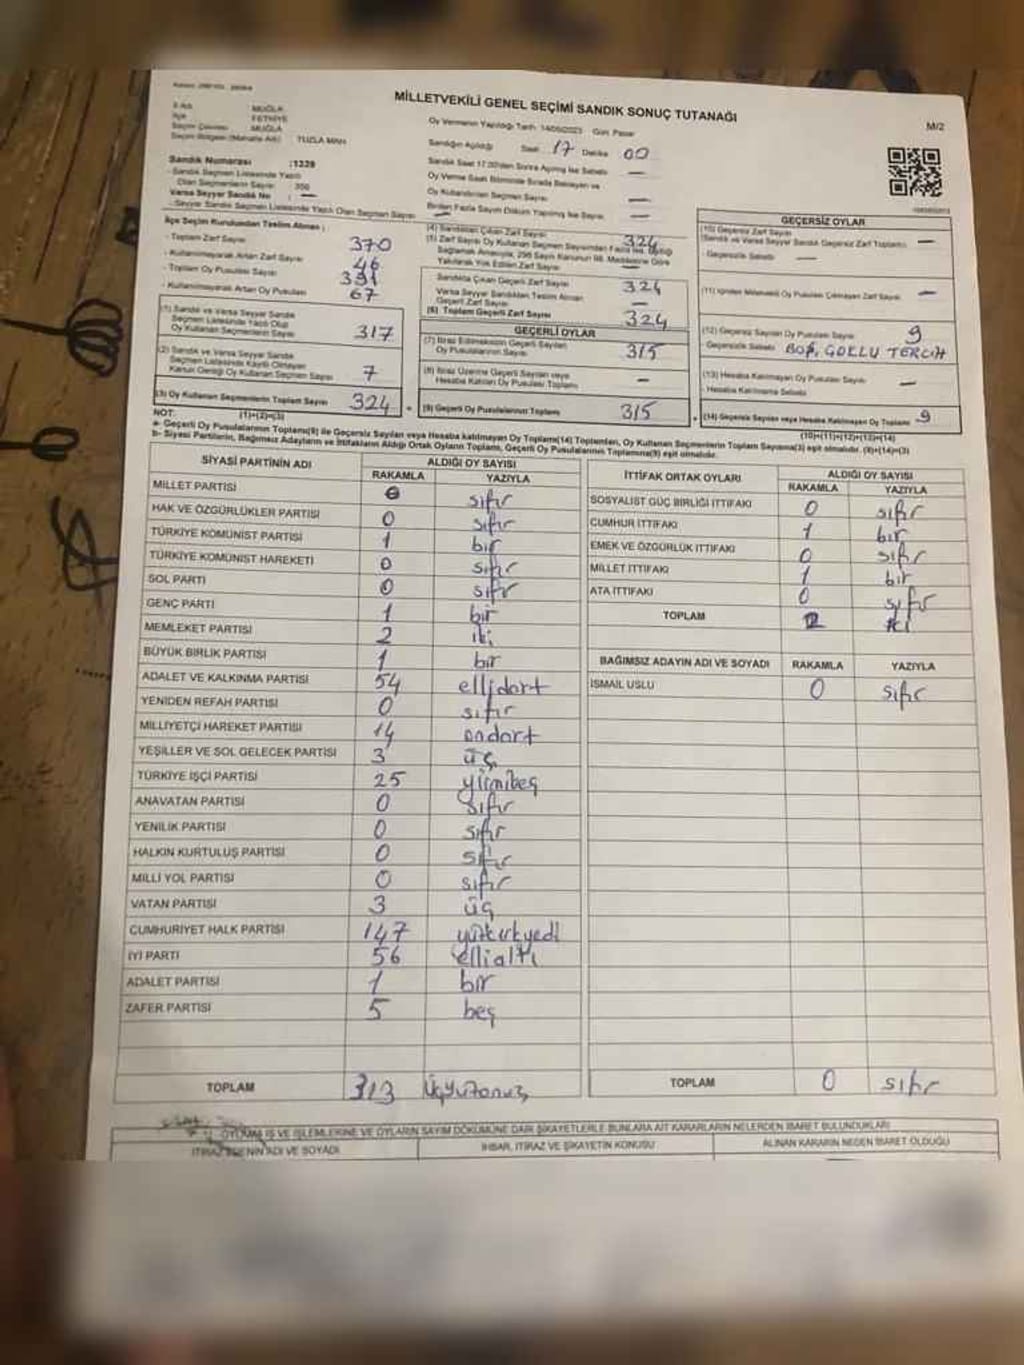 MİLLETVEKİLİ GENEL SEÇİMİ SANDIK SONUÇ TUTANAĞI
M/2
İl Adı MUĞLA
İlçe FETHİYE
Seçim Çevresi MUĞLA
Seçim Bölgesi (Mahalle Adı) TUZLA MAH
Sandık Numarası :1229
Oy Vermenin Yapıldığı Tarih 14/05/2023 Gün Pazar
Sandığın Açıldığı Saat 17 Dakika 00
İlçe Seçim Kurulundan Teslim Alınan :
- Toplam Zarf Sayısı 370
- Kullanılmayarak Artan Zarf Sayısı 46
- Toplam Oy Pusulası Sayısı 391
- Kullanılmayarak Artan Oy Pusulası 67
(1) Sandık ve Varsa Seyyar Sandık Seçmen Listesinde Yazılı Olup Oy Kullanan Seçmenlerin Sayısı 317
(2) Sandık ve Varsa Seyyar Sandık Seçmen Listesinde Kayıtlı Olmayan Kanun Gereği Oy Kullanan Seçmen Sayısı 7
(3) Oy Kullanan Seçmenlerin Toplam Sayısı 324
(1)+(2)=(3)
(4) Sandıktan Çıkan Zarf Sayısı 324
Sandıkta Çıkan Geçerli Zarf Sayısı 324
Varsa Seyyar Sandıktan Teslim Alınan Geçerli Zarf Sayısı —
(6) Toplam Geçerli Zarf Sayısı 324
GEÇERLİ OYLAR
(7) İtiraz Edilmeksizin Geçerli Sayılan Oy Pusulalarının Sayısı 315
(8) İtiraz Üzerine Geçerli Sayılan veya Hesaba Katılan Oy Pusulası Toplamı —
(9) Geçerli Oy Pusulalarının Toplamı 315
GEÇERSİZ OYLAR
(10) Geçersiz Zarf Sayısı
(Sandık ve Varsa Seyyar Sandık Geçersiz Zarf Toplamı) —
- Geçersizlik Sebebi —
(12) Geçersiz Sayılan Oy Pusulası Sayısı 9
- Geçersizlik Sebebi BOŞ, ÇOKLU TERCİH
(13) Hesaba Katılmayan Oy Pusulası Sayısı —
Hesaba Katılmama Sebebi
(14) Geçersiz Sayılan veya Hesaba Katılmayan Oy Toplamı 9
(10)+(11)+(12)+(13)=(14)
NOT:
a- Geçerli Oy Pusulalarının Toplamı(9) ile Geçersiz Sayılan veya Hesaba katılmayan Oy Toplamı(14) Toplamları, Oy Kullanan Seçmenlerin Toplam Sayısına(3) eşit olmalıdır. (9)+(14)=(3)
b- Siyasi Partilerin, Bağımsız Adayların ve İttifakların Aldığı Ortak Oyların Toplamı, Geçerli Oy Pusulalarının Toplamına(9) eşit olmalıdır.
SİYASİ PARTİNİN ADI ALDIĞI OY SAYISI
RAKAMLA YAZIYLA
MİLLET PARTİSİ 0 sıfır
HAK VE ÖZGÜRLÜKLER PARTİSİ 0 sıfır
TÜRKİYE KOMÜNİST PARTİSİ 1 bir
TÜRKİYE KOMÜNİST HAREKETİ 0 sıfır
SOL PARTİ 0 sıfır
GENÇ PARTİ 1 bir
MEMLEKET PARTİSİ 2 iki
BÜYÜK BİRLİK PARTİSİ 1 bir
ADALET VE KALKINMA PARTİSİ 54 ellidört
YENİDEN REFAH PARTİSİ 0 sıfır
MİLLİYETÇİ HAREKET PARTİSİ 14 ondört
YEŞİLLER VE SOL GELECEK PARTİSİ 3 üç
TÜRKİYE İŞÇİ PARTİSİ 25 yirmibeş
ANAVATAN PARTİSİ 0 sıfır
YENİLİK PARTİSİ 0 sıfır
HALKIN KURTULUŞ PARTİSİ 0 sıfır
MİLLİ YOL PARTİSİ 0 sıfır
VATAN PARTİSİ 3 üç
CUMHURİYET HALK PARTİSİ 147 yüzkırkyedi
İYİ PARTİ 56 ellialtı
ADALET PARTİSİ 1 bir
ZAFER PARTİSİ 5 beş
TOPLAM 313
İTTİFAK ORTAK OYLARI ALDIĞI OY SAYISI
RAKAMLA YAZIYLA
SOSYALİST GÜÇ BİRLİĞİ İTTİFAKI 0 sıfır
CUMHUR İTTİFAKI 1 bir
EMEK VE ÖZGÜRLÜK İTTİFAKI 0 sıfır
MİLLET İTTİFAKI 1 bir
ATA İTTİFAKI 0 sıfır
TOPLAM 2 iki
BAĞIMSIZ ADAYIN ADI VE SOYADI RAKAMLA YAZIYLA
İSMAİL USLU 0 sıfır
TOPLAM 0 sıfır
OYLAMA İŞ VE İŞLEMLERİNE VE OYLARIN SAYIM DÖKÜMÜNE DAİR ŞİKAYETLERLE BUNLARA AİT KARARLARIN NELERDEN İBARET BULUNDUKLARI
İTİRAZ EDENİN ADI VE SOYADI İHBAR, İTİRAZ VE ŞİKAYETİN KONUSU ALINAN KARARIN NEDEN İBARET OLDUĞU